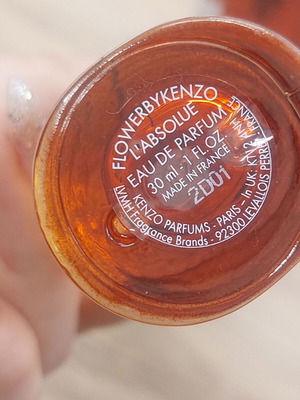 FLOWERBYKENZO
L'ABSOLUE
EAU DE PARFUM
30 ml - 1 FL.OZ.
MADE IN FRANCE
2D01
KENZO PARFUMS - PARIS - In UK: KT12
LVMH Fragrance Brands - 92300 LEVALLOIS PERRET, FRANCE